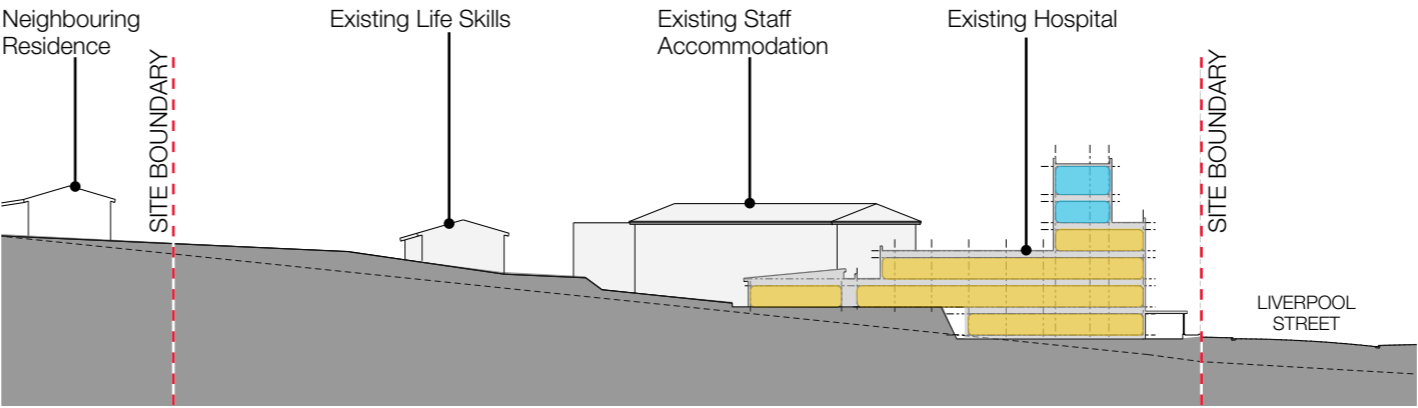 Neighbouring
Residence
Existing Life Skills
Existing Staff
Accommodation
Existing Hospital
SITE BOUNDARY
SITE BOUNDARY
LIVERPOOL
STREET